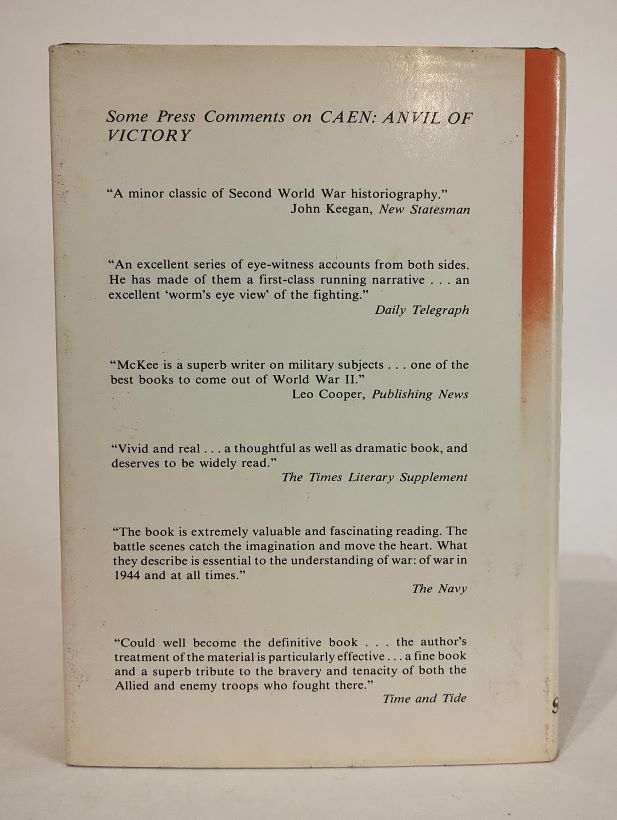 Some Press Comments on CAEN: ANVIL OF
VICTORY
“A minor classic of Second World War historiography.”
John Keegan, New Statesman
“An excellent series of eye-witness accounts from both sides.
He has made of them a first-class running narrative . . . an
excellent ‘worm's eye view’ of the fighting.”
Daily Telegraph
“McKee is a superb writer on military subjects . . . one of the
best books to come out of World War II.”
Leo Cooper, Publishing News
“Vivid and real . . . a thoughtful as well as dramatic book, and
deserves to be widely read.”
The Times Literary Supplement
“The book is extremely valuable and fascinating reading. The
battle scenes catch the imagination and move the heart. What
they describe is essential to the understanding of war: of war in
1944 and at all times.”
The Navy
“Could well become the definitive book . . . the author's
treatment of the material is particularly effective . . . a fine book
and a superb tribute to the bravery and tenacity of both the
Allied and enemy troops who fought there.”
Time and Tide